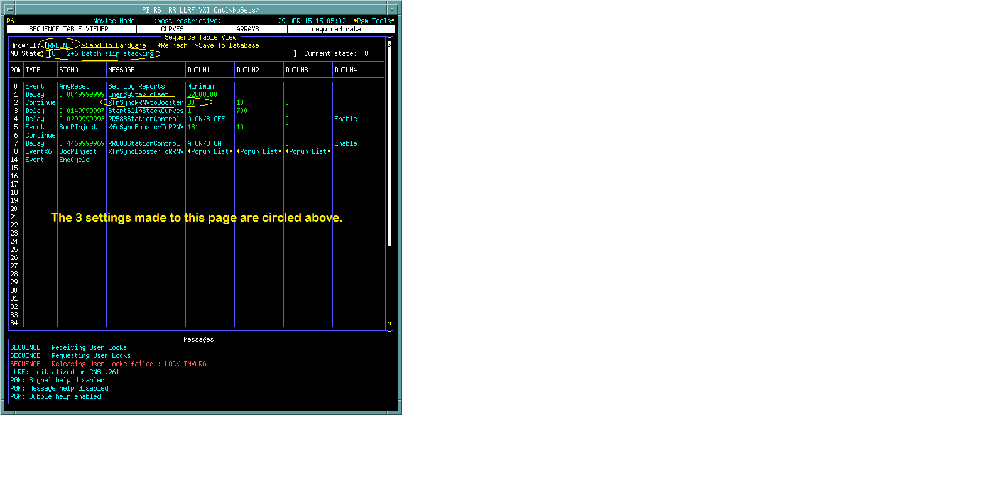 PB R6 RR LLRF VXI Cntl<NoSets>
R6 Novice Mode (most restrictive) 29-APR-15 15:05:02 ◆Pgm_Tools◆
SEQUENCE TABLE VIEWER CURVES ARRAYS required data
Sequence Table View
HrdwrID: [RRLLND] *Send To Hardware *Refresh *Save To Database p
NO State: [8 2+6 batch slip stacking ] Current state: 8
ROW TYPE SIGNAL MESSAGE DATUM1 DATUM2 DATUM3 DATUM4
0 Event AnyReset Set Log Reports Minimum
1 Delay 0.0049999999 EnergyStepToFset 52808000
2 Continue XfrSyncRRNVtoBooster 30 10 0
3 Delay 0.0149999997 StartSlipStackCurves 1 700
4 Delay 0.0299999993 RR588StationControl A ON/B OFF 0 Enable
5 Event BooPInject XfrSyncBoosterToRRNV 181 10 0
6 Continue
7 Delay 0.4469999969 RR588StationControl A ON/B ON 0 Enable
8 EventX6 BooPInject XfrSyncBoosterToRRNV ◆Popup List◆ ◆Popup List◆ ◆Popup List◆
14 Event EndCycle
15
16
17
18
19
20
21 The 3 settings made to this page are circled above.
22
23
24
25
26
27
28
29
30
31
32
33
34 n
+
Messages
SEQUENCE : Receiving User Locks
SEQUENCE : Requesting User Locks
SEQUENCE : Releasing User Locks failed : LOCK_INVARG
LLRF: initialized on CNS->261
PGM: Signal help disabled
PGM: Message help disabled
PGM: Bubble help enabled